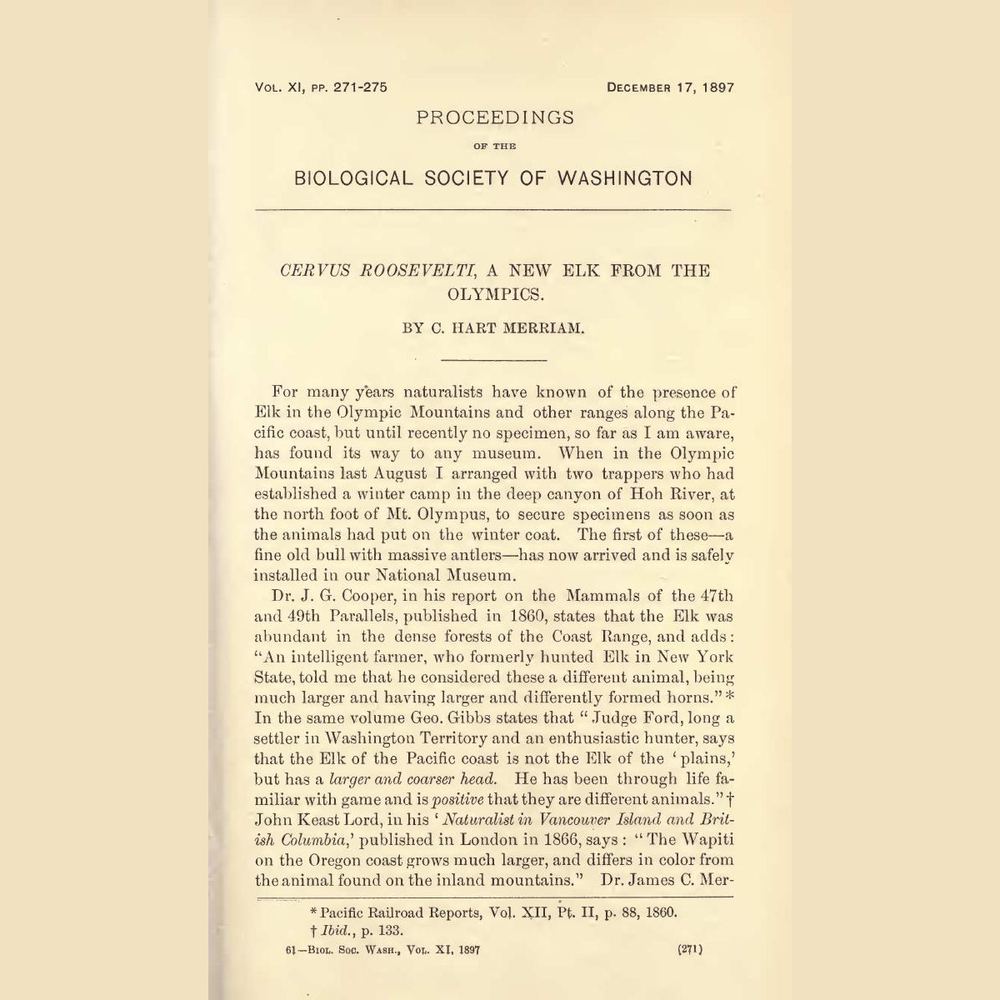 Vol. XI, pp. 271-275 December 17, 1897
PROCEEDINGS
OF THE
BIOLOGICAL SOCIETY OF WASHINGTON
CERVUS ROOSEVELTI, A NEW ELK FROM THE
OLYMPICS.
BY C. HART MERRIAM.
For many years naturalists have known of the presence of
Elk in the Olympic Mountains and other ranges along the Pa-
cific coast, but until recently no specimen, so far as I am aware,
has found its way to any museum. When in the Olympic
Mountains last August I arranged with two trappers who had
established a winter camp in the deep canyon of Hoh River, at
the north foot of Mt. Olympus, to secure specimens as soon as
the animals had put on the winter coat. The first of these—a
fine old bull with massive antlers—has now arrived and is safely
installed in our National Museum.
Dr. J. G. Cooper, in his report on the Mammals of the 47th
and 49th Parallels, published in 1860, states that the Elk was
abundant in the dense forests of the Coast Range, and adds:
“An intelligent farmer, who formerly hunted Elk in New York
State, told me that he considered these a different animal, being
much larger and having larger and differently formed horns.”*
In the same volume Geo. Gibbs states that “Judge Ford, long a
settler in Washington Territory and an enthusiastic hunter, says
that the Elk of the Pacific coast is not the Elk of the ‘plains,’
but has a larger and coarser head. He has been through life fa-
miliar with game and is positive that they are different animals.”†
John Keast Lord, in his ‘Naturalist in Vancouver Island and Brit-
ish Columbia,’ published in London in 1866, says: “The Wapiti
on the Oregon coast grows much larger, and differs in color from
the animal found on the inland mountains.” Dr. James C. Mer-
* Pacific Railroad Reports, Vol. XII, Pt. II, p. 88, 1860.
† Ibid., p. 133.
61—Biol. Soc. Wash., Vol. XI, 1897 (271)